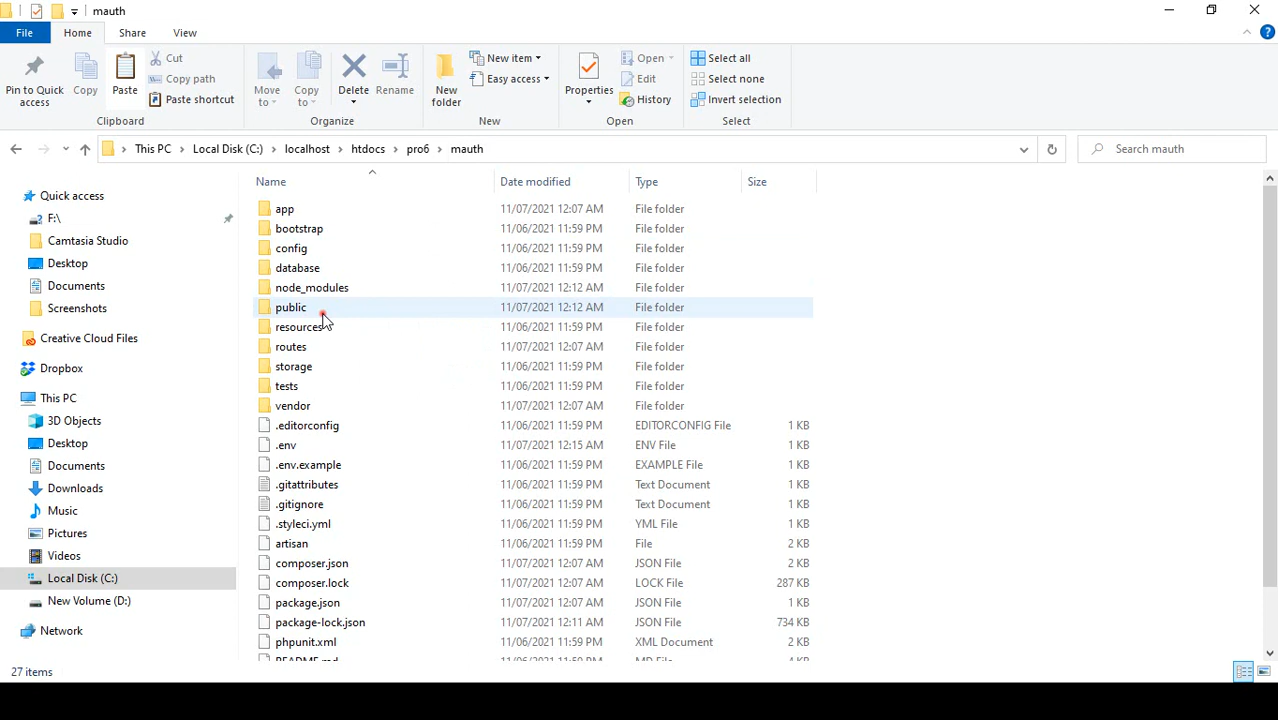 mauth
File
Home
Share
View
Pin to Quick access
Copy
Paste
Cut
Copy path
Paste shortcut
Clipboard
Move to
Copy to
Delete
Rename
Organize
New folder
New item
Easy access
New
Properties
Open
Edit
History
Open
Select all
Select none
Invert selection
Select
This PC › Local Disk (C:) › localhost › htdocs › pro6 › mauth
Search mauth
Quick access
F:\
Camtasia Studio
Desktop
Documents
Screenshots
Creative Cloud Files
Dropbox
This PC
3D Objects
Desktop
Documents
Downloads
Music
Pictures
Videos
Local Disk (C:)
New Volume (D:)
Network
Name Date modified Type Size
app 11/07/2021 12:07 AM File folder
bootstrap 11/06/2021 11:59 PM File folder
config 11/06/2021 11:59 PM File folder
database 11/06/2021 11:59 PM File folder
node_modules 11/07/2021 12:12 AM File folder
public 11/07/2021 12:12 AM File folder
resources 11/06/2021 11:59 PM File folder
routes 11/06/2021 11:59 PM File folder
storage 11/06/2021 11:59 PM File folder
tests 11/06/2021 11:59 PM File folder
vendor 11/07/2021 12:07 AM File folder
.editorconfig 11/06/2021 11:59 PM EDITORCONFIG File 1 KB
.env 11/07/2021 12:15 AM ENV File 1 KB
.env.example 11/06/2021 11:59 PM EXAMPLE File 1 KB
.gitattributes 11/06/2021 11:59 PM Text Document 1 KB
.gitignore 11/06/2021 11:59 PM Text Document 1 KB
.styleci.yml 11/06/2021 11:59 PM YML File 1 KB
artisan 11/06/2021 11:59 PM File 2 KB
composer.json 11/07/2021 12:07 AM JSON File 2 KB
composer.lock 11/07/2021 12:07 AM LOCK File 287 KB
package.json 11/07/2021 12:07 AM JSON File 1 KB
package-lock.json 11/07/2021 12:11 AM JSON File 734 KB
phpunit.xml 11/06/2021 11:59 PM XML Document 2 KB
README.md 11/06/2021 11:59 PM MD File 4 KB
27 items